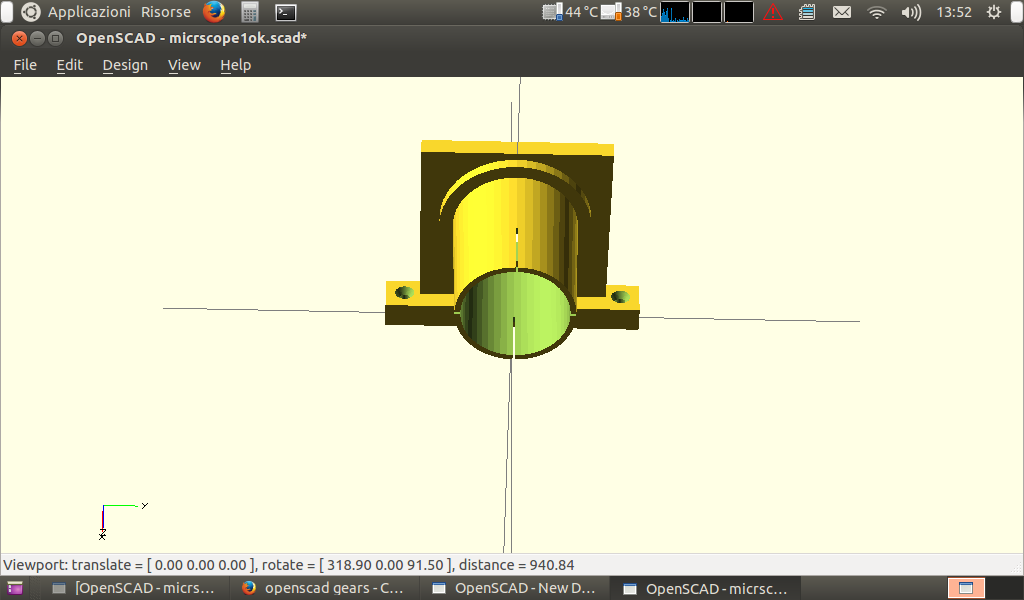 Applicazioni Risorse 44 °C 38 °C 13:52
OpenSCAD - micrscope1ok.scad*
File Edit Design View Help
y
z
x
Viewport: translate = [ 0.00 0.00 0.00 ], rotate = [ 318.90 0.00 91.50 ], distance = 940.84
[OpenSCAD - micrs... openscad gears - C... OpenSCAD - New D... OpenSCAD - micrsc...